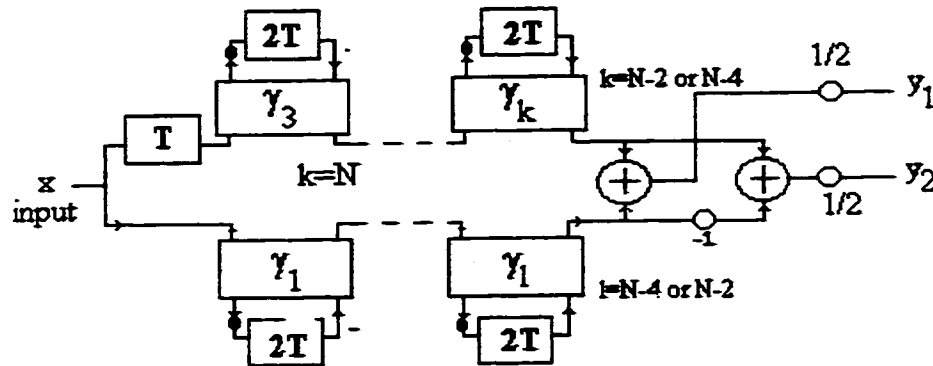 2T
2T
1/2
γ3
γk
k=N-2 or N-4
y1
T
k=N
x
input
+
+
y2
1/2
-1
γ1
γl
l=N-4 or N-2
2T
2T